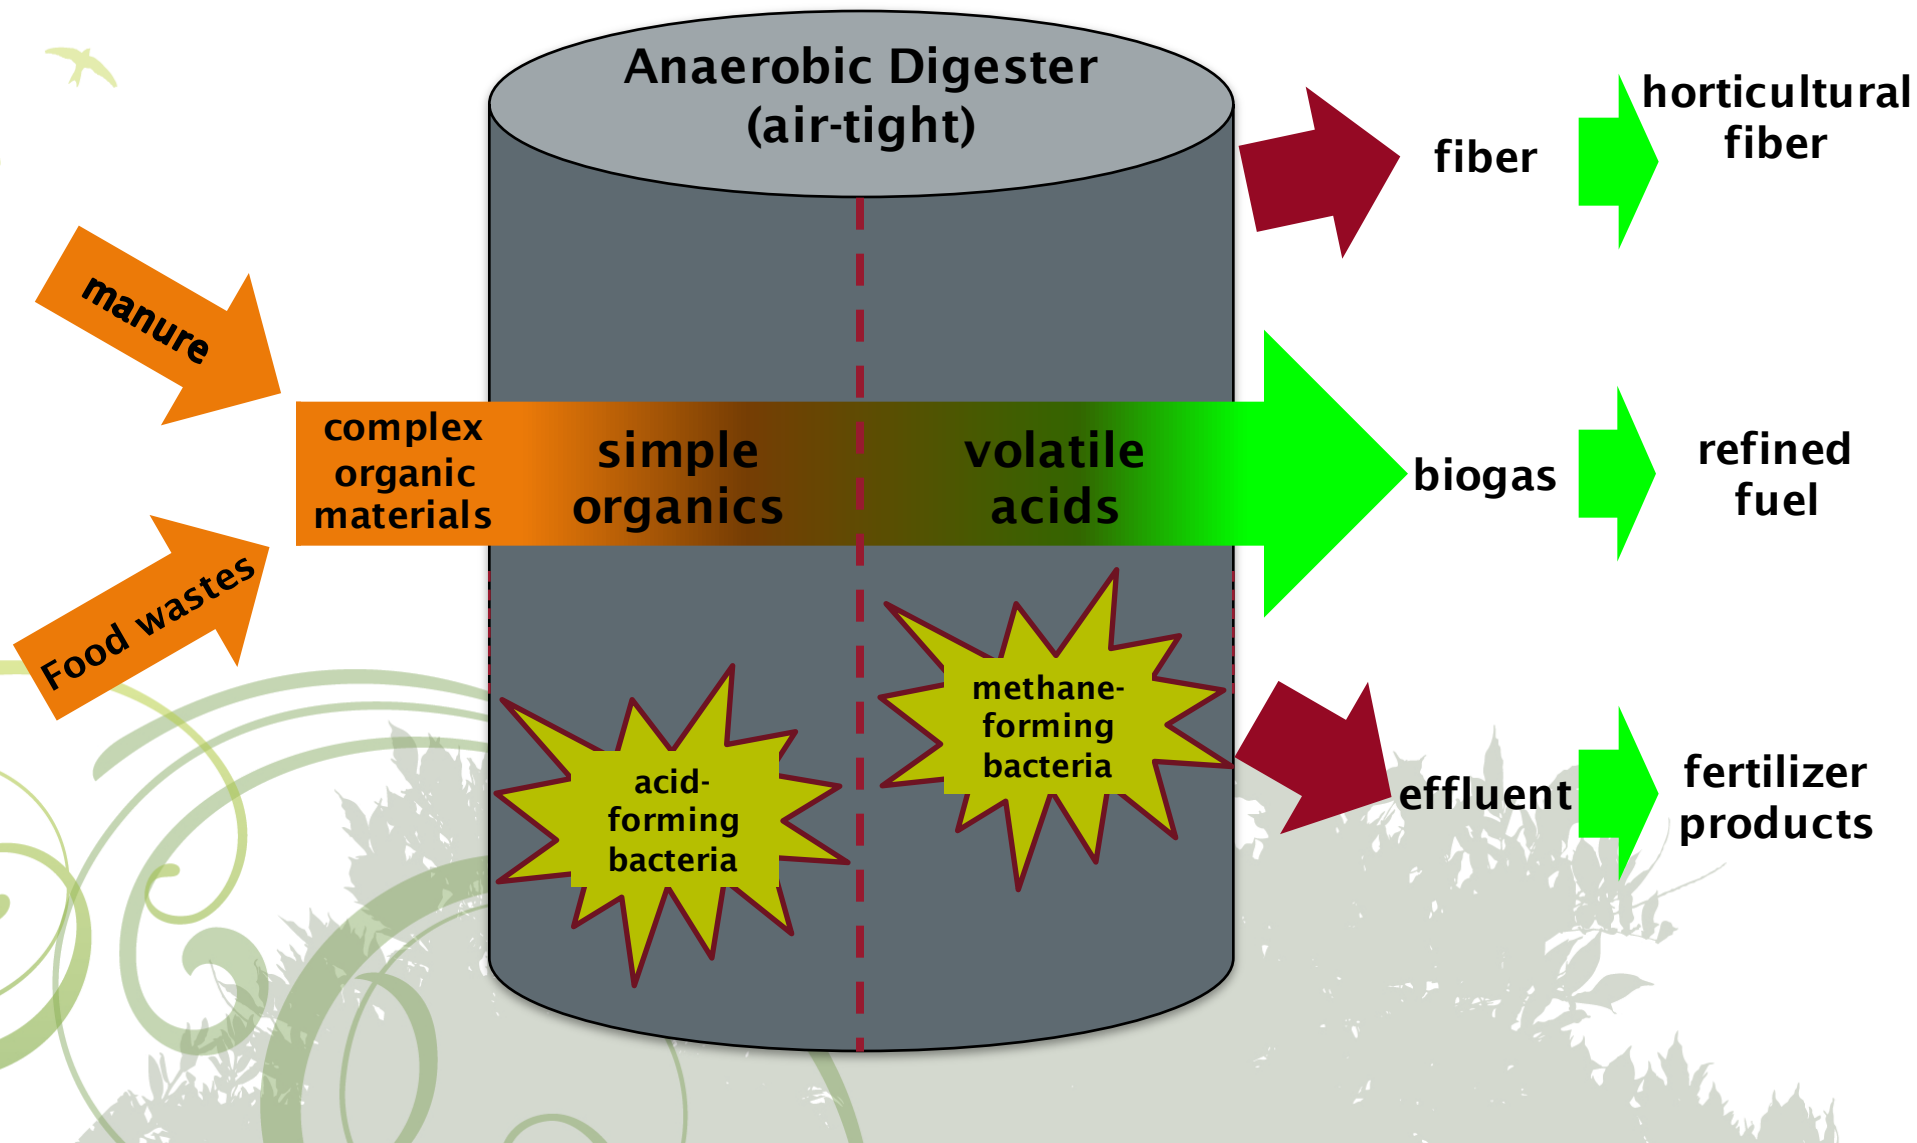 Anaerobic Digester
(air-tight)
manure
Food wastes
complex
organic
materials
simple
organics
volatile
acids
acid-
forming
bacteria
methane-
forming
bacteria
fiber
horticultural
fiber
biogas
refined
fuel
effluent
fertilizer
products